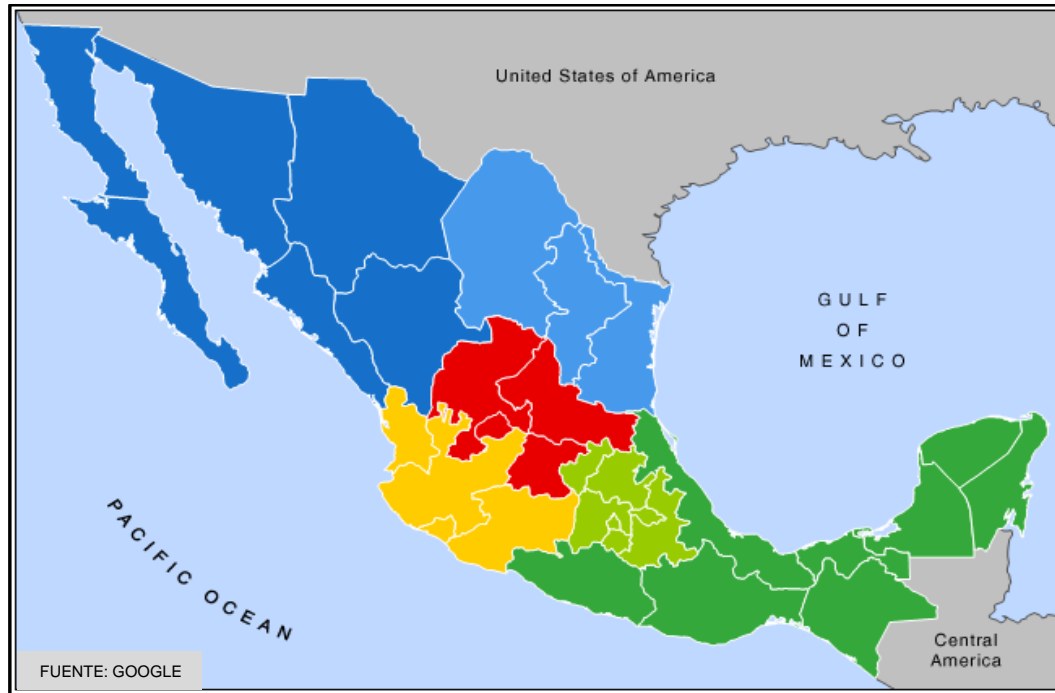 United States of America
GULF
OF
MEXICO
PACIFIC OCEAN
Central
America
FUENTE: GOOGLE